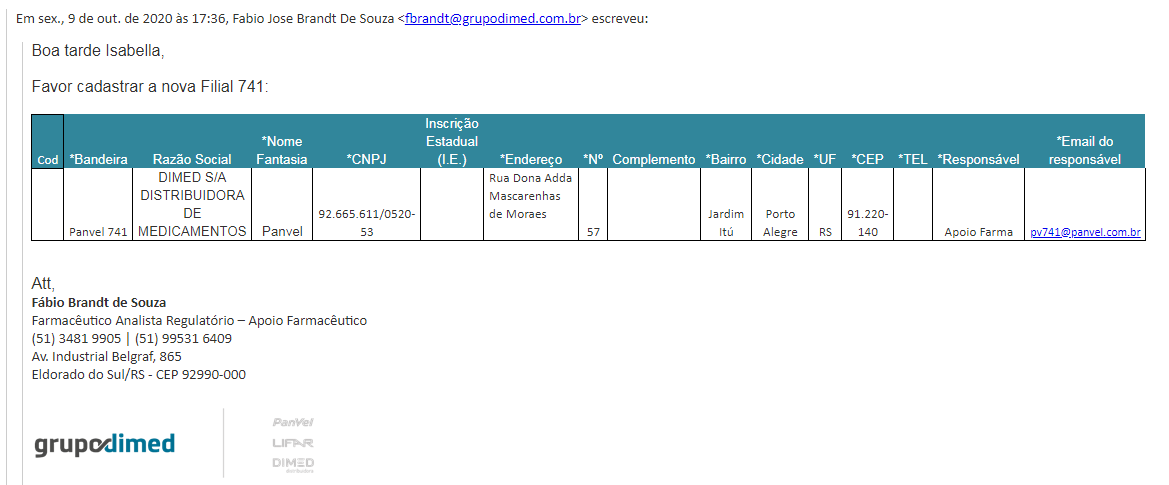 Em sex., 9 de out. de 2020 às 17:36, Fabio Jose Brandt De Souza <fbrandt@grupodimed.com.br> escreveu:
Boa tarde Isabella,
Favor cadastrar a nova Filial 741:
Cod *Bandeira Razão Social *Nome Fantasia *CNPJ Inscrição Estadual (I.E.) *Endereço *Nº Complemento *Bairro *Cidade *UF *CEP *TEL *Responsável *Email do responsável
Panvel 741 DIMED S/A DISTRIBUIDORA DE MEDICAMENTOS Panvel 92.665.611/0520-53 Rua Dona Adda Mascarenhas de Moraes 57 Jardim Itú Porto Alegre RS 91.220-140 Apoio Farma pv741@panvel.com.br
Att,
Fábio Brandt de Souza
Farmacêutico Analista Regulatório – Apoio Farmacêutico
(51) 3481 9905 | (51) 99531 6409
Av. Industrial Belgraf, 865
Eldorado do Sul/RS - CEP 92990-000
grupodimed
PanVel
LIFAR
DIMED
distribuidora